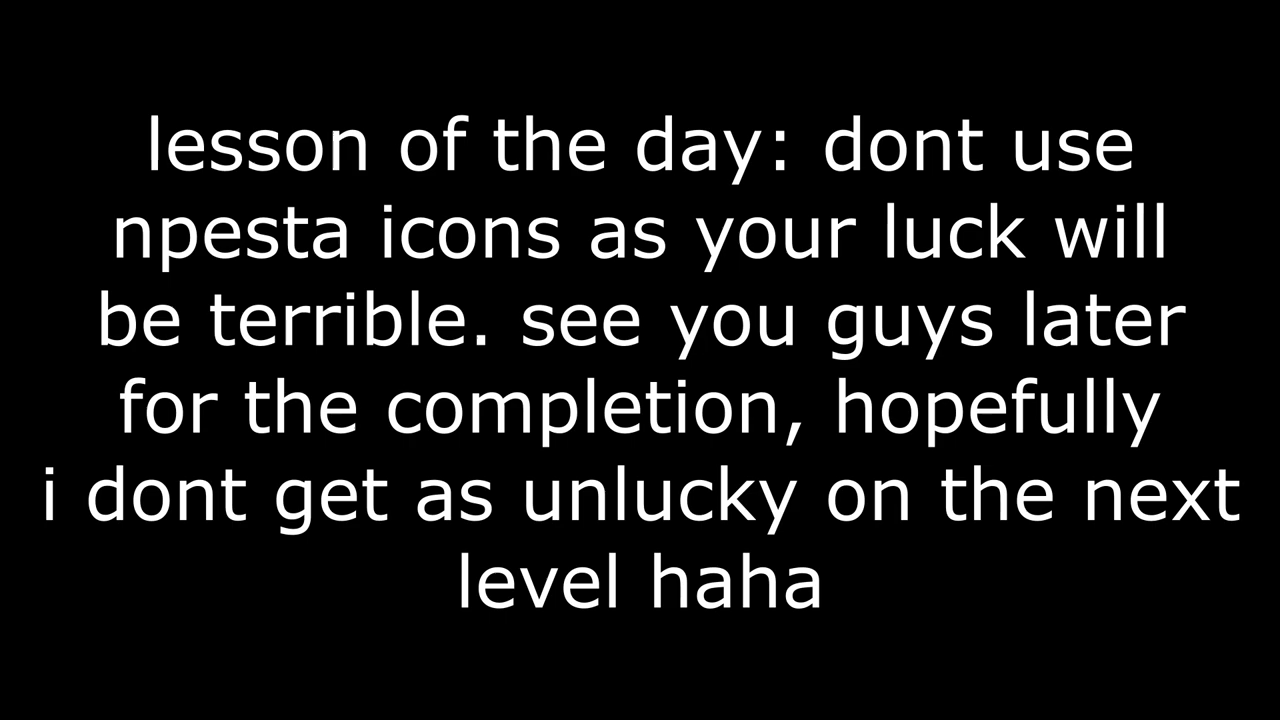 lesson of the day: dont use
npesta icons as your luck will
be terrible. see you guys later
for the completion, hopefully
i dont get as unlucky on the next
level haha